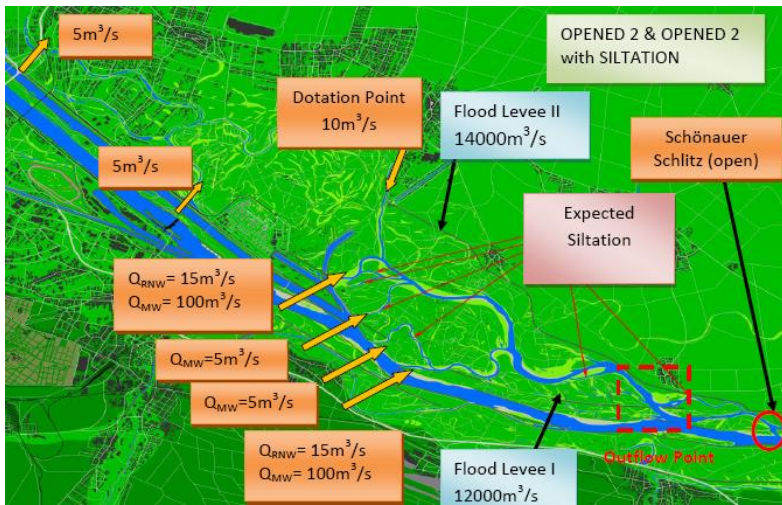 5m³/s
OPENED 2 & OPENED 2
with SILTATION
Dotation Point
10m³/s
Flood Levee II
14000m³/s
Schönauer
Schlitz (open)
5m³/s
Expected
Siltation
Q_RNW= 15m³/s
Q_MW= 100m³/s
Q_MW=5m³/s
Q_MW=5m³/s
Q_RNW= 15m³/s
Q_MW= 100m³/s
Outflow Point
Flood Levee I
12000m³/s